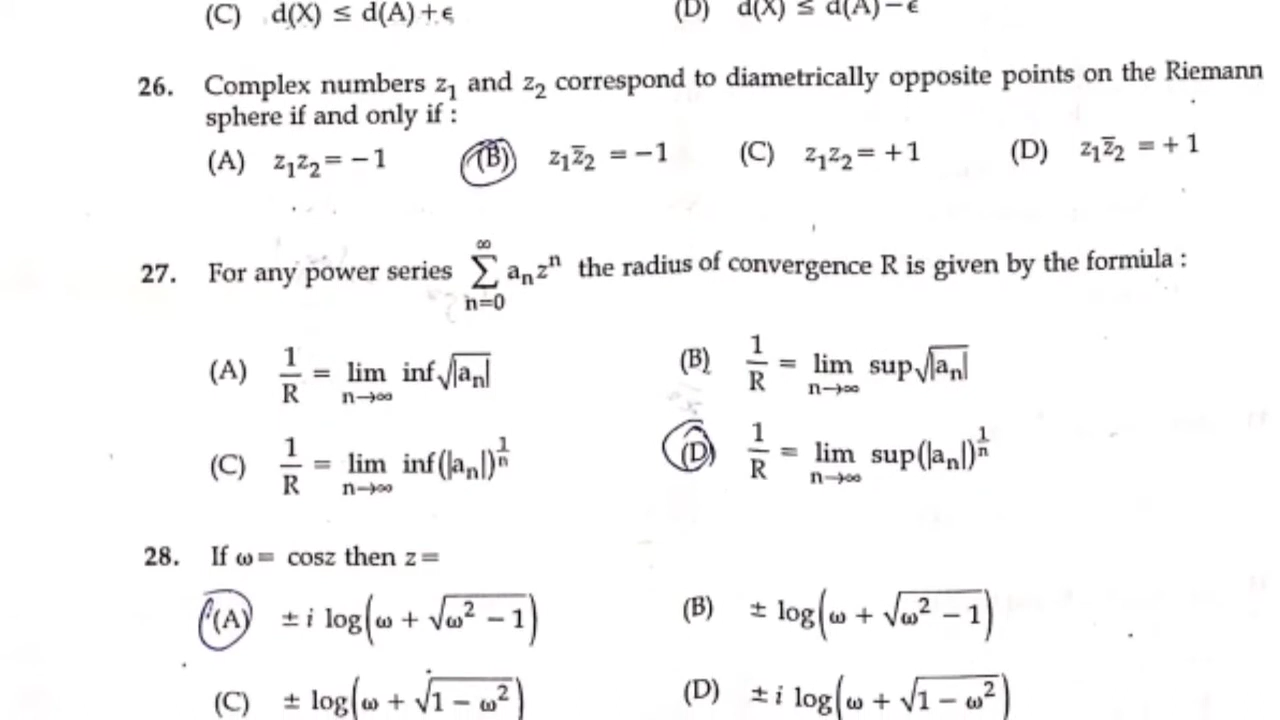 (C) d(X) ≤ d(A)+ϵ (D) d(X) ≤ d(A)−ϵ
26. Complex numbers z₁ and z₂ correspond to diametrically opposite points on the Riemann
sphere if and only if :
(A) z₁z₂ = −1 (B) z₁z̅₂ = −1 (C) z₁z₂ = +1 (D) z₁z̅₂ = +1
27. For any power series ∑_{n=0}^{∞} aₙzⁿ the radius of convergence R is given by the formula :
(A) 1/R = lim_{n→∞} inf √|aₙ| (B) 1/R = lim_{n→∞} sup √|aₙ|
(C) 1/R = lim_{n→∞} inf(|aₙ|)^{1/n} (D) 1/R = lim_{n→∞} sup(|aₙ|)^{1/n}
28. If ω = cosz then z =
(A) ± i log(ω + √(ω² − 1)) (B) ± log(ω + √(ω² − 1))
(C) ± log(ω + √(1 − ω²)) (D) ± i log(ω + √(1 − ω²))